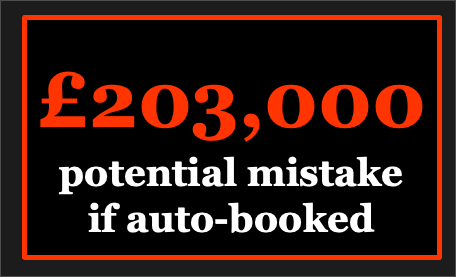 £203,000
potential mistake
if auto-booked